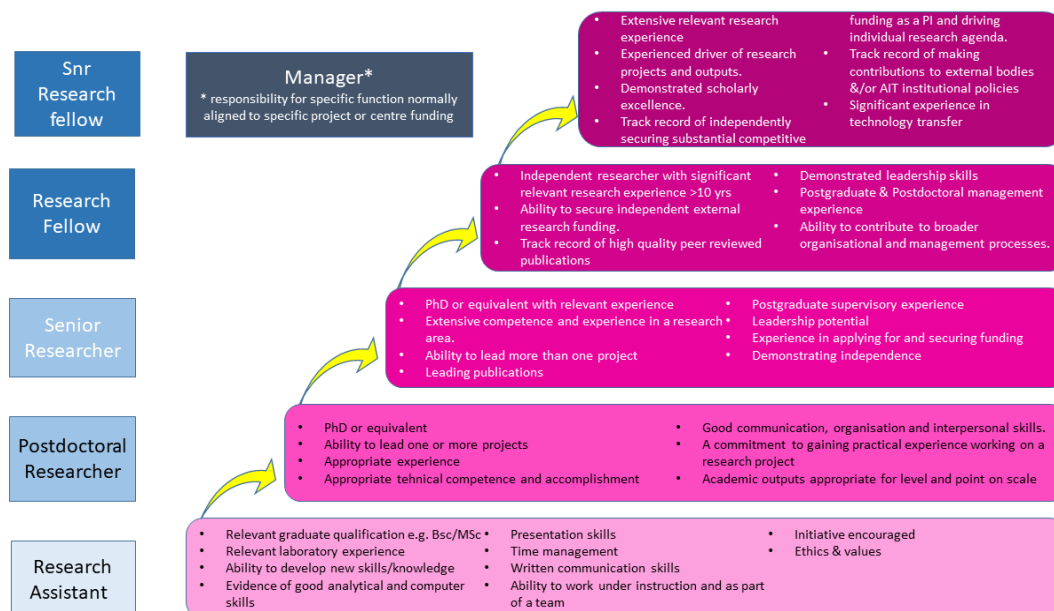 Snr
Research
fellow
Manager*
* responsibility for specific function normally
aligned to specific project or centre funding
• Extensive relevant research
experience
• Experienced driver of research
projects and outputs.
• Demonstrated scholarly
excellence.
• Track record of independently
securing substantial competitive
funding as a PI and driving
individual research agenda.
• Track record of making
contributions to external bodies
&/or AIT institutional policies
• Significant experience in
technology transfer
Research
Fellow
• Independent researcher with significant
relevant research experience >10 yrs
• Ability to secure independent external
research funding.
• Track record of high quality peer reviewed
publications
• Demonstrated leadership skills
• Postgraduate & Postdoctoral management
experience
• Ability to contribute to broader
organisational and management processes.
Senior
Researcher
• PhD or equivalent with relevant experience
• Extensive competence and experience in a research
area.
• Ability to lead more than one project
• Leading publications
• Postgraduate supervisory experience
• Leadership potential
• Experience in applying for and securing funding
• Demonstrating independence
Postdoctoral
Researcher
• PhD or equivalent
• Ability to lead one or more projects
• Appropriate experience
• Appropriate tehnical competence and accomplishment
• Good communication, organisation and interpersonal skills.
• A commitment to gaining practical experience working on a
research project
• Academic outputs appropriate for level and point on scale
Research
Assistant
• Relevant graduate qualification e.g. Bsc/MSc
• Relevant laboratory experience
• Ability to develop new skills/knowledge
• Evidence of good analytical and computer
skills
• Presentation skills
• Time management
• Written communication skills
• Ability to work under instruction and as part
of a team
• Initiative encouraged
• Ethics & values